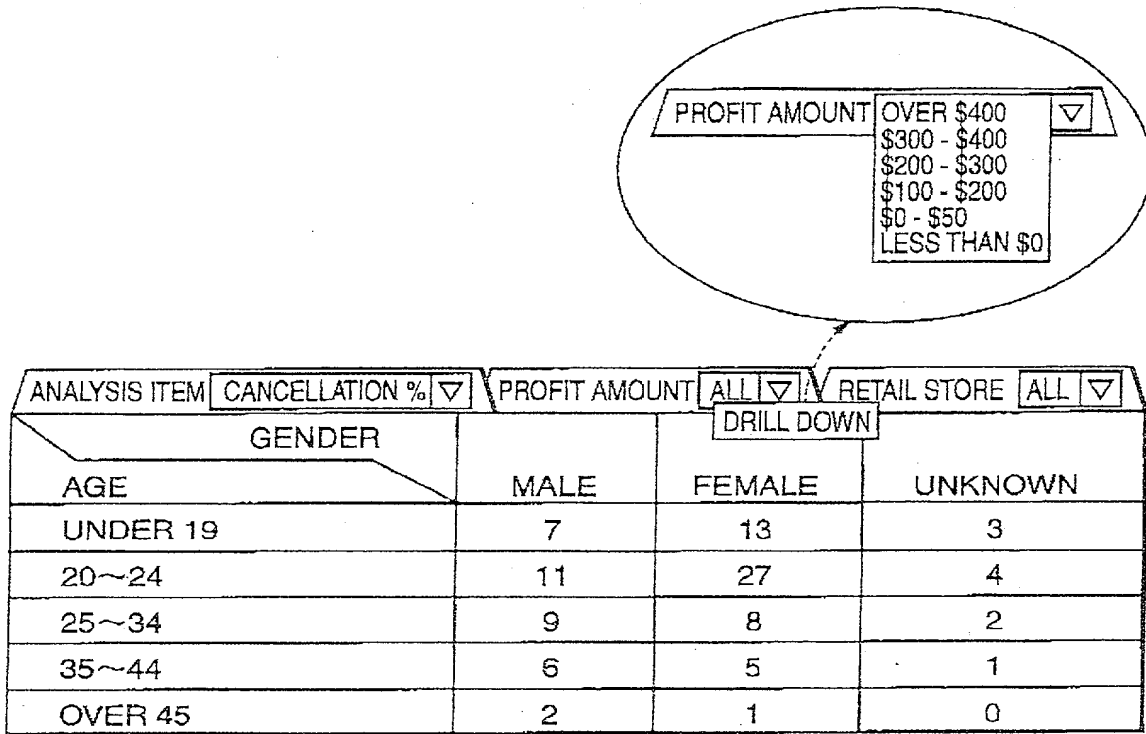 PROFIT AMOUNT OVER $400
$300 - $400
$200 - $300
$100 - $200
$0 - $50
LESS THAN $0
ANALYSIS ITEM CANCELLATION % PROFIT AMOUNT ALL RETAIL STORE ALL
DRILL DOWN
GENDER
AGE MALE FEMALE UNKNOWN
UNDER 19 7 13 3
20~24 11 27 4
25~34 9 8 2
35~44 6 5 1
OVER 45 2 1 0